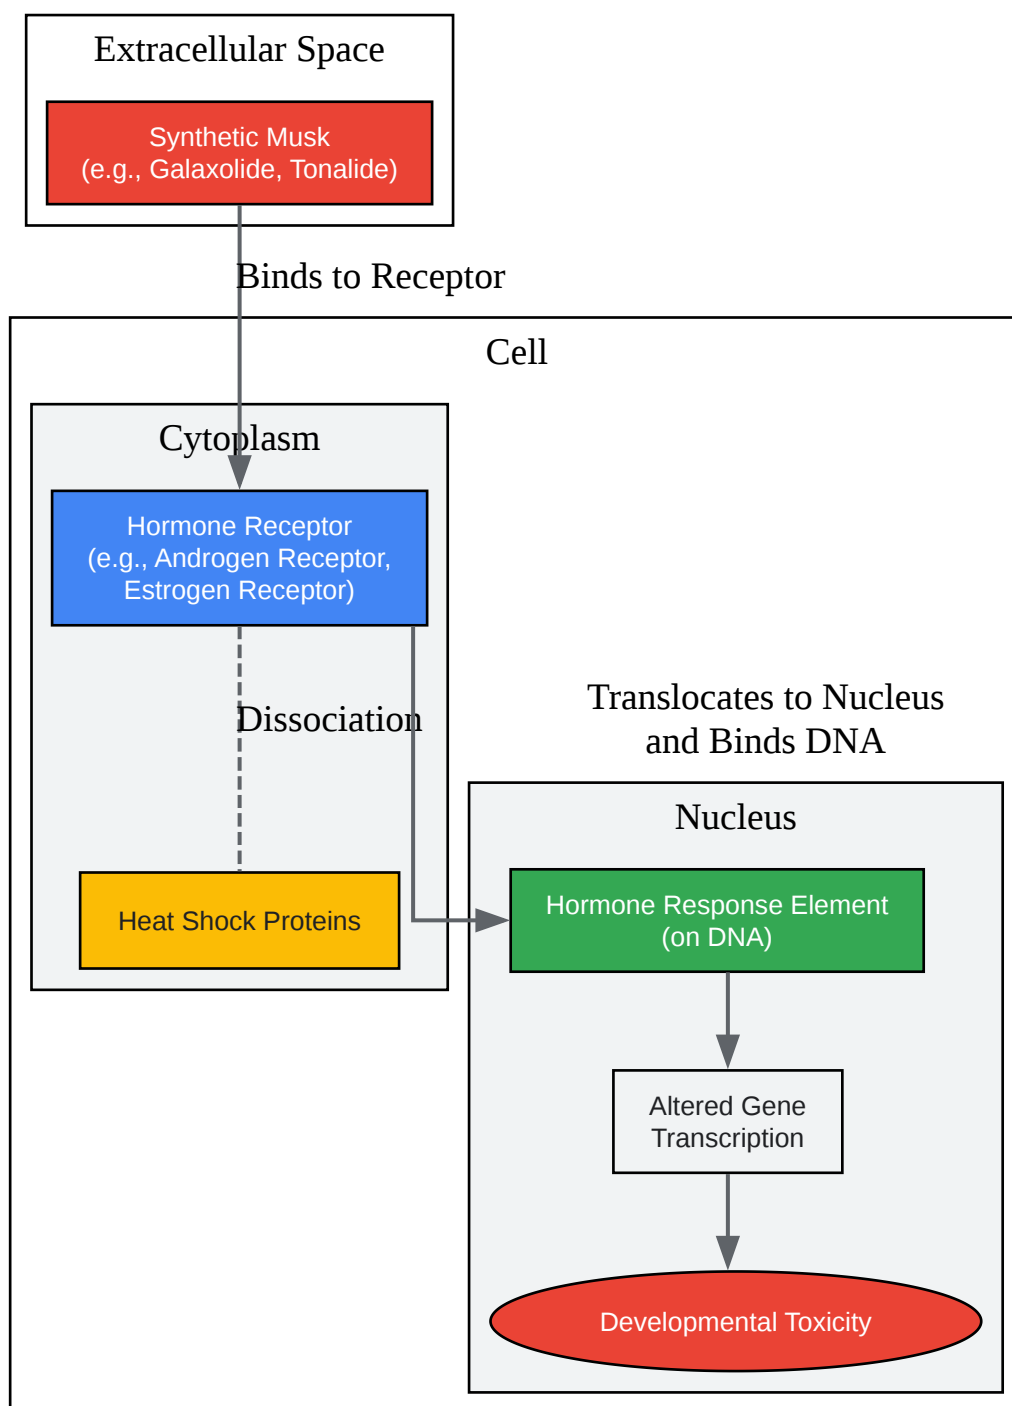 Extracellular Space
Synthetic Musk
(e.g., Galaxolide, Tonalide)
Binds to Receptor
Cell
Cytoplasm
Hormone Receptor
(e.g., Androgen Receptor,
Estrogen Receptor)
Dissociation
Translocates to Nucleus
and Binds DNA
Nucleus
Heat Shock Proteins
Hormone Response Element
(on DNA)
Altered Gene
Transcription
Developmental Toxicity